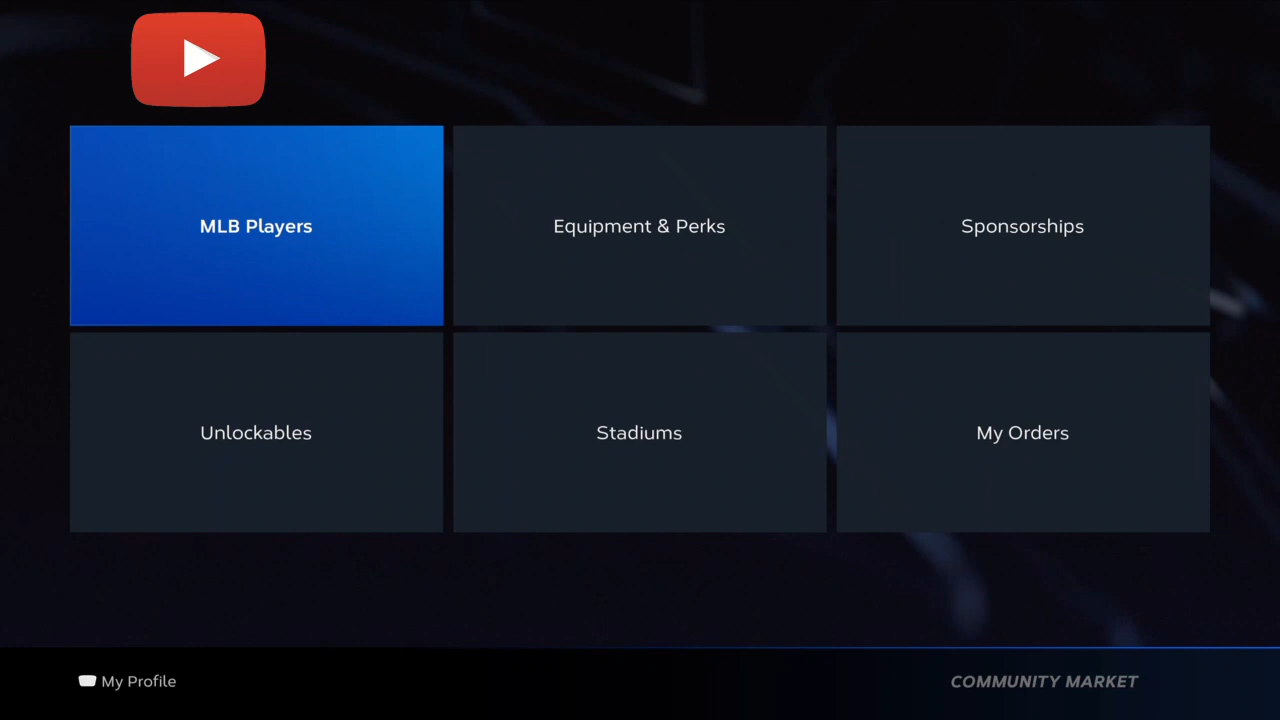 MLB Players
Equipment & Perks
Sponsorships
Unlockables
Stadiums
My Orders
My Profile
COMMUNITY MARKET